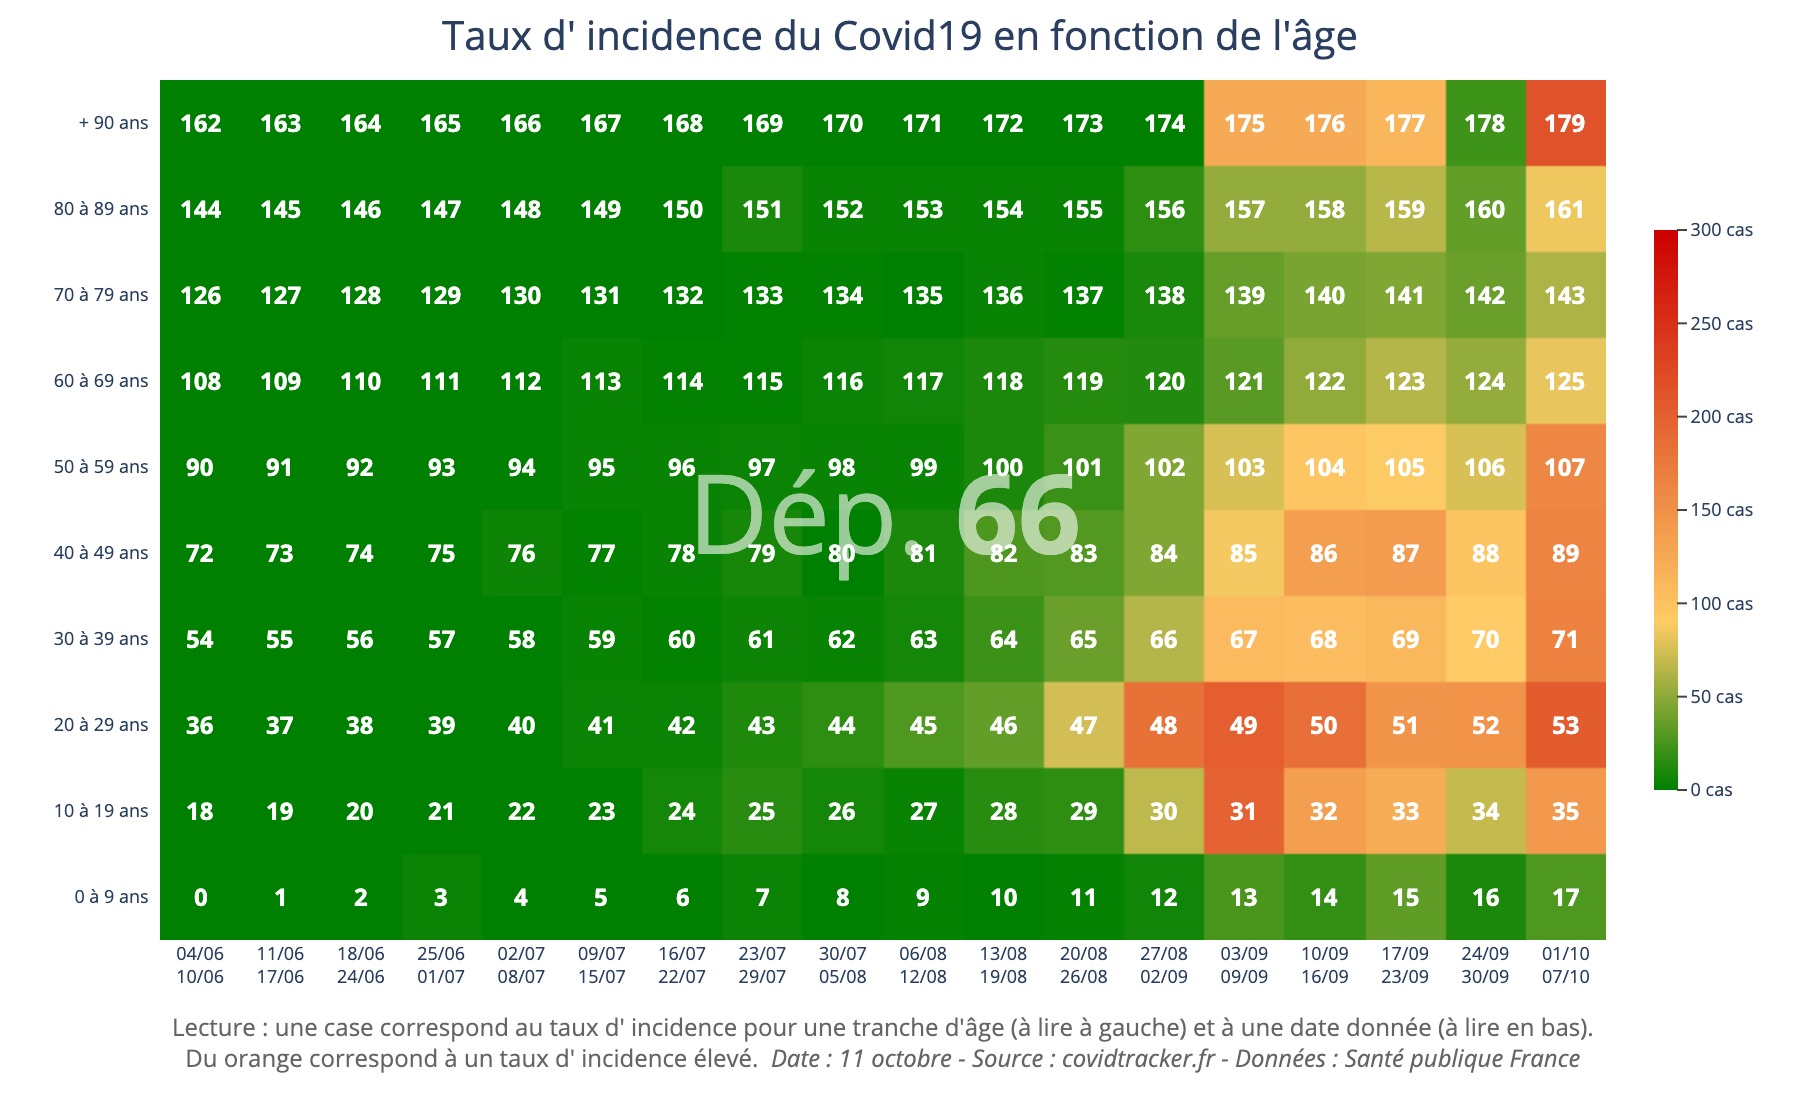 Taux d' incidence du Covid19 en fonction de l'âge
+ 90 ans 162 163 164 165 166 167 168 169 170 171 172 173 174 175 176 177 178 179
80 à 89 ans 144 145 146 147 148 149 150 151 152 153 154 155 156 157 158 159 160 161
70 à 79 ans 126 127 128 129 130 131 132 133 134 135 136 137 138 139 140 141 142 143
60 à 69 ans 108 109 110 111 112 113 114 115 116 117 118 119 120 121 122 123 124 125
50 à 59 ans 90 91 92 93 94 95 96 97 98 99 100 101 102 103 104 105 106 107
Dép. 66
40 à 49 ans 72 73 74 75 76 77 78 79 80 81 82 83 84 85 86 87 88 89
30 à 39 ans 54 55 56 57 58 59 60 61 62 63 64 65 66 67 68 69 70 71
20 à 29 ans 36 37 38 39 40 41 42 43 44 45 46 47 48 49 50 51 52 53
10 à 19 ans 18 19 20 21 22 23 24 25 26 27 28 29 30 31 32 33 34 35
0 à 9 ans 0 1 2 3 4 5 6 7 8 9 10 11 12 13 14 15 16 17
04/06 11/06 18/06 25/06 02/07 09/07 16/07 23/07 30/07 06/08 13/08 20/08 27/08 03/09 10/09 17/09 24/09 01/10
10/06 17/06 24/06 01/07 08/07 15/07 22/07 29/07 05/08 12/08 19/08 26/08 02/09 09/09 16/09 23/09 30/09 07/10
300 cas
250 cas
200 cas
150 cas
100 cas
50 cas
0 cas
Lecture : une case correspond au taux d' incidence pour une tranche d'âge (à lire à gauche) et à une date donnée (à lire en bas).
Du orange correspond à un taux d' incidence élevé. Date : 11 octobre - Source : covidtracker.fr - Données : Santé publique France